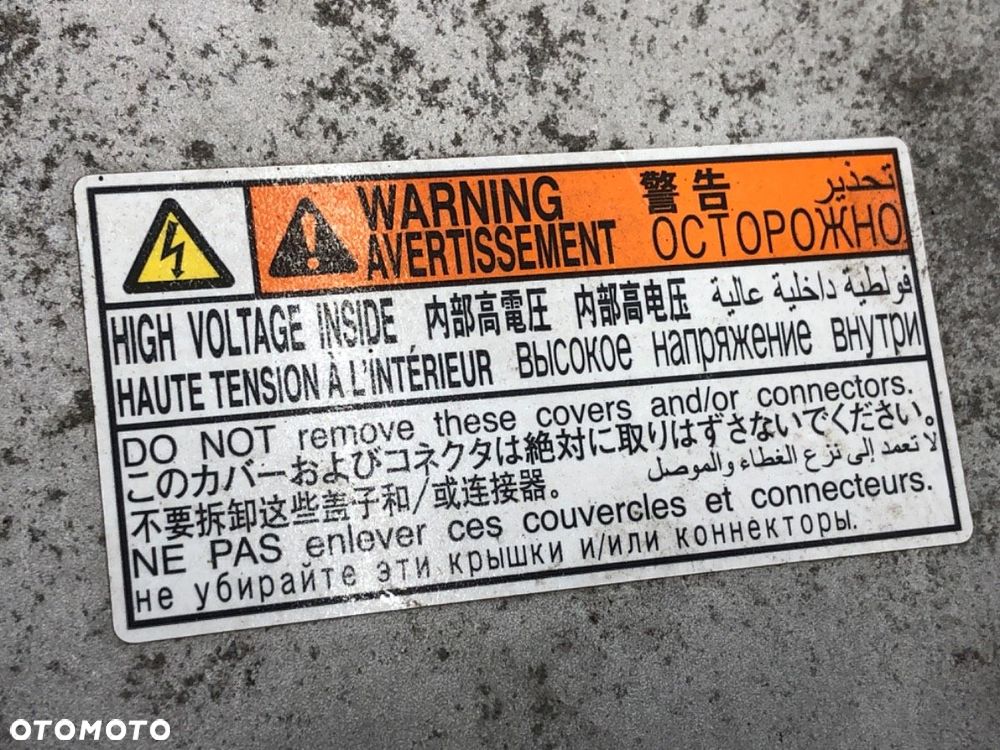 WARNING 警告 تحذير
AVERTISSEMENT ОСТОРОЖНО
HIGH VOLTAGE INSIDE 内部高電圧 内部高电压 فولطية داخلية عالية
HAUTE TENSION À L'INTÉRIEUR высокое напряжение внутри
DO NOT remove these covers and/or connectors.
このカバーおよびコネクタは絶対に取りはずさないでください。
不要拆卸这些盖子和/或连接器。 لا تعمد إلى نزع الغطاء والموصل
NE PAS enlever ces couvercles et connecteurs.
не убирайте эти крышки и/или коннекторы.
OTOMOTO